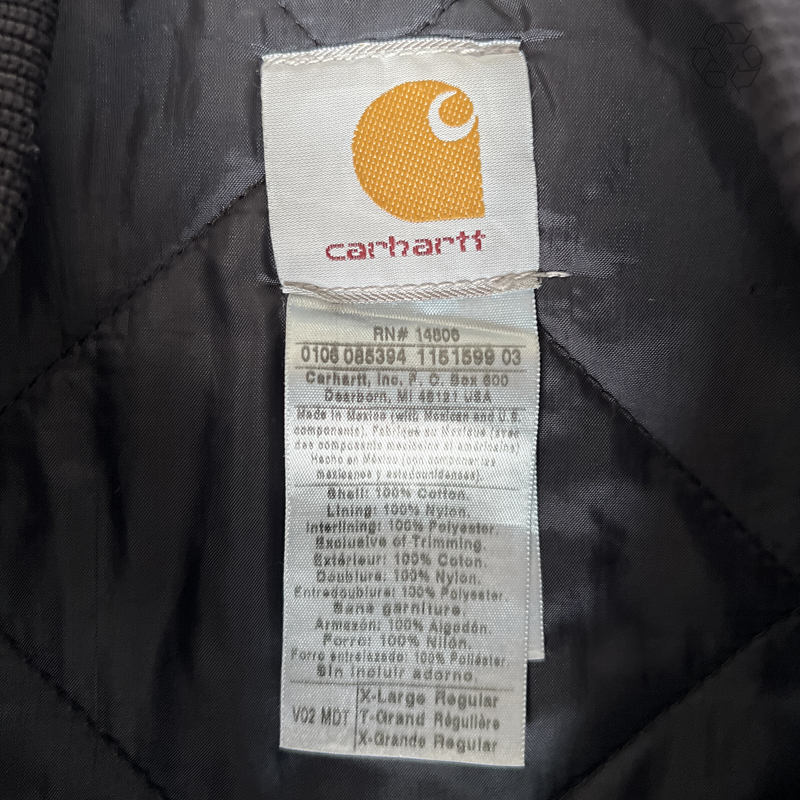 carhartt
RN# 14806
0106 085394 1151599 03
Carhartt, Inc. P. O. Box 600
Dearborn, MI 48121 USA
Made in Mexico (with Mexican and U.S.
components). Fabriqué au Mexique (avec
des composants mexicains et américains)
Hecho en México (con componentes
mexicanos y estadounidenses).
Shell: 100% Cotton.
Lining: 100% Nylon.
Interlining: 100% Polyester.
Exclusive of Trimming.
Extérieur: 100% Coton.
Doublure: 100% Nylon.
Entredoublure: 100% Polyester.
Sans garniture.
Armazón: 100% Algodón.
Forro: 100% Nilón.
Forro entrelazado: 100% Poliéster.
Sin incluir adorno.
X-Large Regular
V02 MDT T-Grand Régulière
X-Grande Regular